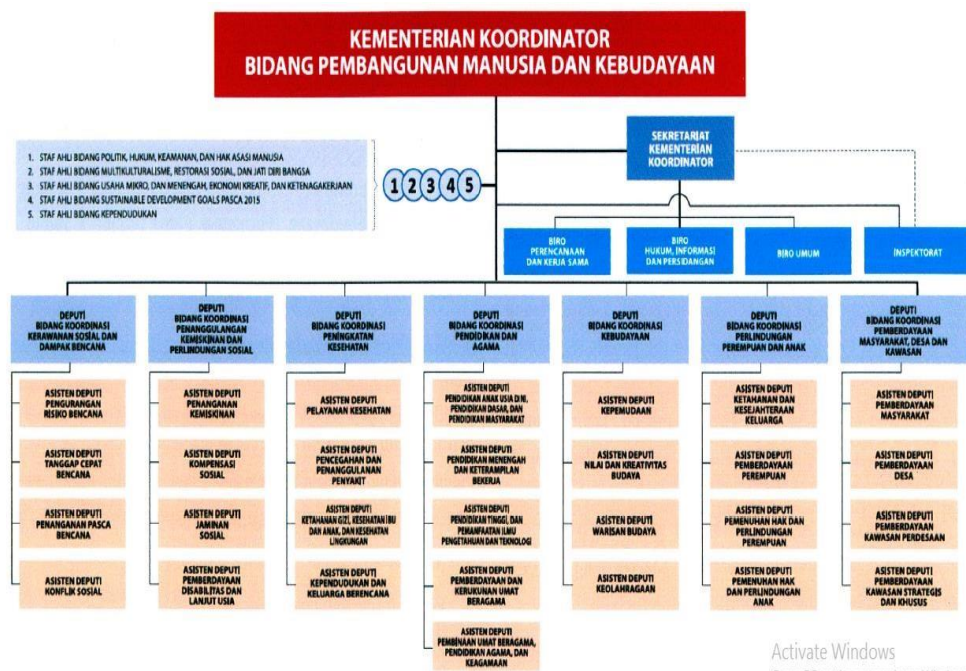 KEMENTERIAN KOORDINATOR
BIDANG PEMBANGUNAN MANUSIA DAN KEBUDAYAAN
SEKRETARIAT
KEMENTERIAN
KOORDINATOR
1. STAF AHLI BIDANG POLITIK, HUKUM, KEAMANAN, DAN HAK ASASI MANUSIA
2. STAF AHLI BIDANG MULTIKULTURALISME, RESTORASI SOSIAL, DAN JATI DIRI BANGSA
3. STAF AHLI BIDANG USAHA MIKRO, DAN MENENGAH, EKONOMI KREATIF, DAN KETENAGAKERJAAN
4. STAF AHLI BIDANG SUSTAINABLE DEVELOPMENT GOALS PASCA 2015
5. STAF AHLI BIDANG KEPENDUDUKAN
1 2 3 4 5
BIRO
PERENCANAAN
DAN KERJA SAMA
BIRO
HUKUM, INFORMASI
DAN PERSIDANGAN
BIRO UMUM
INSPEKTORAT
DEPUTI
BIDANG KOORDINASI
KERAWANAN SOSIAL DAN
DAMPAK BENCANA
ASISTEN DEPUTI
PENGURANGAN
RISIKO BENCANA
ASISTEN DEPUTI
TANGGAP CEPAT
BENCANA
ASISTEN DEPUTI
PENANGANAN PASCA
BENCANA
ASISTEN DEPUTI
KONFLIK SOSIAL
DEPUTI
BIDANG KOORDINASI
PENANGGULANGAN
KEMISKINAN DAN
PERLINDUNGAN SOSIAL
ASISTEN DEPUTI
PENANGANAN
KEMISKINAN
ASISTEN DEPUTI
KOMPENSASI
SOSIAL
ASISTEN DEPUTI
JAMINAN
SOSIAL
ASISTEN DEPUTI
PEMBERDAYAAN
DISABILITAS DAN
LANJUT USIA
DEPUTI
BIDANG KOORDINASI
PENINGKATAN
KESEHATAN
ASISTEN DEPUTI
PELAYANAN KESEHATAN
ASISTEN DEPUTI
PENCEGAHAN DAN
PENANGGULANAN
PENYAKIT
ASISTEN DEPUTI
KETAHANAN GIZI, KESEHATAN IBU
DAN ANAK, DAN KESEHATAN
LINGKUNGAN
ASISTEN DEPUTI
KEPENDUDUKAN DAN
KELUARGA BERENCANA
DEPUTI
BIDANG KOORDINASI
PENDIDIKAN DAN
AGAMA
ASISTEN DEPUTI
PENDIDIKAN ANAK USIA DINI,
PENDIDIKAN DASAR, DAN
PENDIDIKAN MASYARAKAT
ASISTEN DEPUTI
PENDIDIKAN MENENGAH
DAN KETERAMPILAN
BEKERJA
ASISTEN DEPUTI
PENDIDIKAN TINGGI, DAN
PEMANFAATAN ILMU
PENGETAHUAN DAN TEKNOLOGI
ASISTEN DEPUTI
PEMBERDAYAAN DAN
KERUKUNAN UMAT
BERAGAMA
ASISTEN DEPUTI
PEMBINAAN UMAT BERAGAMA,
PENDIDIKAN AGAMA, DAN
KEAGAMAAN
DEPUTI
BIDANG KOORDINASI
KEBUDAYAAN
ASISTEN DEPUTI
KEPEMUDAAN
ASISTEN DEPUTI
NILAI DAN KREATIVITAS
BUDAYA
ASISTEN DEPUTI
WARISAN BUDAYA
ASISTEN DEPUTI
KEOLAHRAGAAN
DEPUTI
BIDANG KOORDINASI
PERLINDUNGAN
PEREMPUAN DAN ANAK
ASISTEN DEPUTI
KETAHANAN DAN
KESEJAHTERAAN
KELUARGA
ASISTEN DEPUTI
PEMBERDAYAAN
PEREMPUAN
ASISTEN DEPUTI
PEMENUHAN HAK DAN
PERLINDUNGAN
PEREMPUAN
ASISTEN DEPUTI
PEMENUHAN HAK
DAN PERLINDUNGAN
ANAK
DEPUTI
BIDANG KOORDINASI
PEMBERDAYAAN
MASYARAKAT, DESA DAN
KAWASAN
ASISTEN DEPUTI
PEMBERDAYAAN
MASYARAKAT
ASISTEN DEPUTI
PEMBERDAYAAN
DESA
ASISTEN DEPUTI
PEMBERDAYAAN
KAWASAN PERDESAAN
ASISTEN DEPUTI
PEMBERDAYAAN
KAWASAN STRATEGIS
DAN KHUSUS
Activate Windows